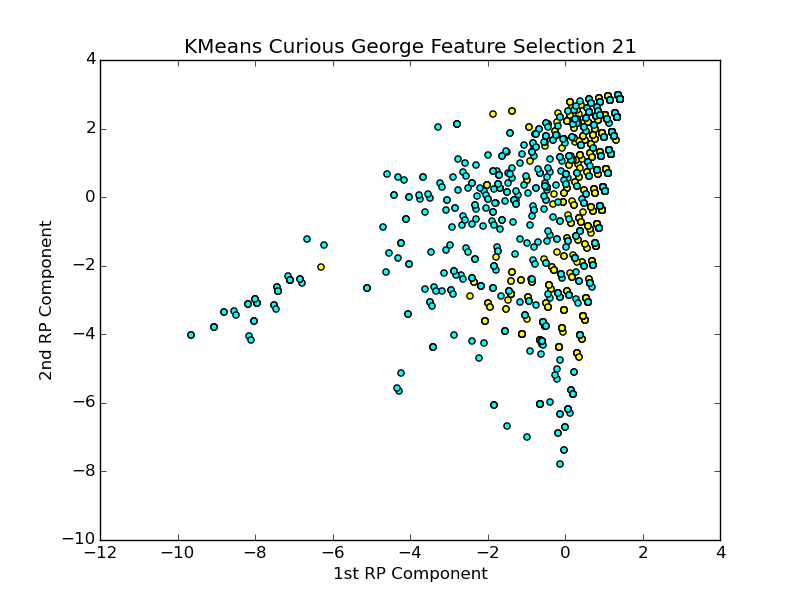 KMeans Curious George Feature Selection 21
4
2
0
−2
−4
−6
−8
−10
2nd RP Component
−12 −10 −8 −6 −4 −2 0 2 4
1st RP Component